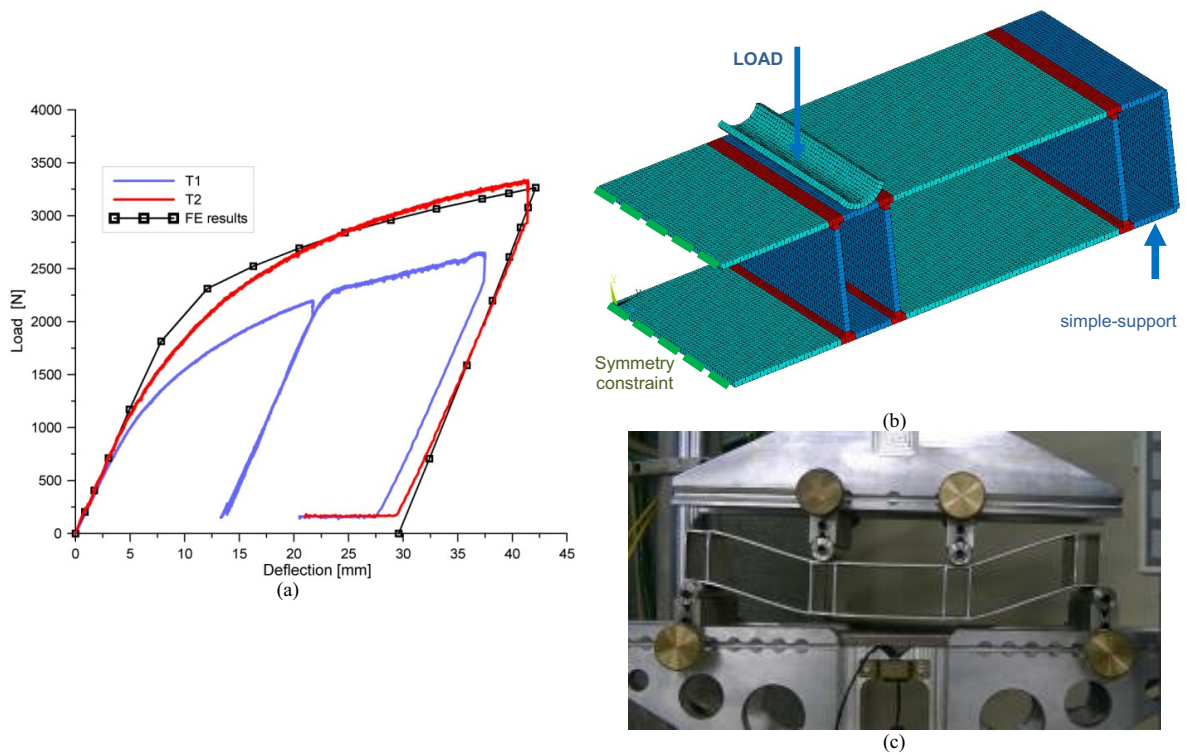 4000
3500
3000
2500
2000
1500
1000
500
0
Load [N]
T1
T2
FE results
0 5 10 15 20 25 30 35 40 45
Deflection [mm]
(a)
LOAD
simple-support
Symmetry
constraint
(b)
(c)